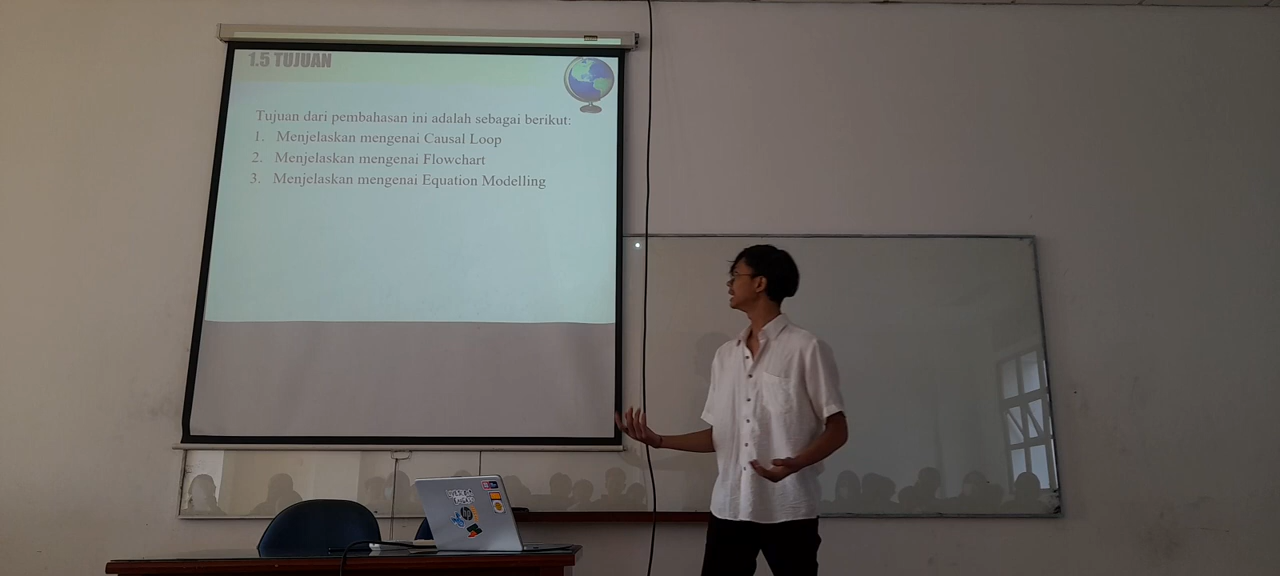 1.5 TUJUAN
Tujuan dari pembahasan ini adalah sebagai berikut:
1. Menjelaskan mengenai Causal Loop
2. Menjelaskan mengenai Flowchart
3. Menjelaskan mengenai Equation Modelling